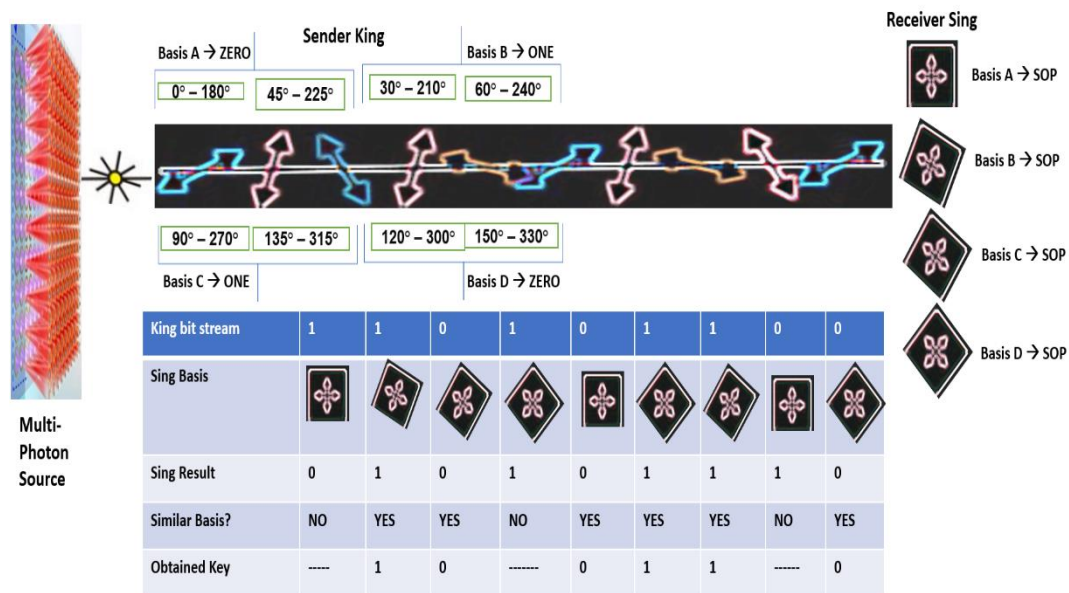 Sender King
Receiver Sing
Basis A → ZERO
Basis B → ONE
0° – 180°
45° – 225°
30° – 210°
60° – 240°
Basis A → SOP
Basis B → SOP
Basis C → SOP
Basis D → SOP
90° – 270°
135° – 315°
120° – 300°
150° – 330°
Basis C → ONE
Basis D → ZERO
Multi-
Photon
Source
King bit stream 1 1 0 1 0 1 1 0 0
Sing Basis
Sing Result 0 1 0 1 0 1 1 1 0
Similar Basis? NO YES YES NO YES YES YES NO YES
Obtained Key ----- 1 0 ------- 0 1 1 ------ 0